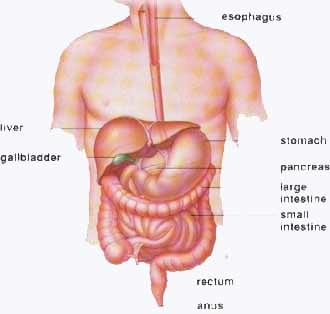 esophagus
liver
gallbladder
stomach
pancreas
large
intestine
small
intestine
rectum
anus